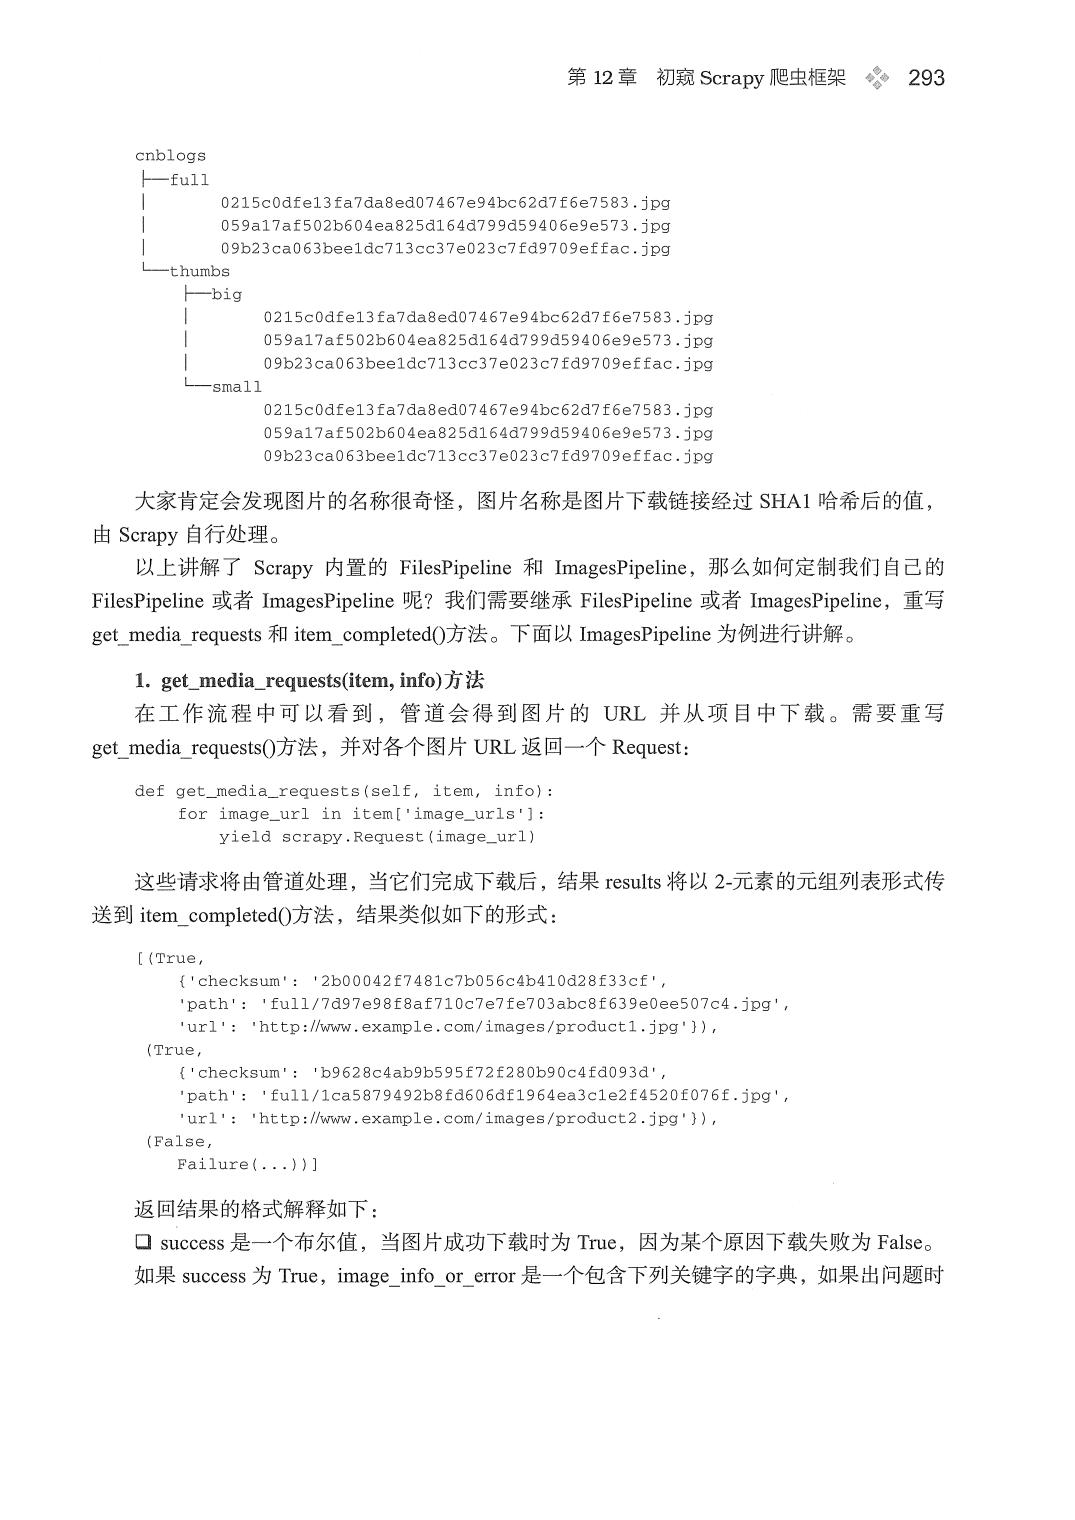 第 12 章 初窥 Scrapy 爬虫框架 293
cnblogs
├──full
│ 0215c0dfe13fa7da8ed07467e94bc62d7f6e7583.jpg
│ 059a17af502b604ea825d164d799d59406e9e573.jpg
│ 09b23ca063bee1dc713cc37e023c7fd9709effac.jpg
└──thumbs
├──big
│ 0215c0dfe13fa7da8ed07467e94bc62d7f6e7583.jpg
│ 059a17af502b604ea825d164d799d59406e9e573.jpg
│ 09b23ca063bee1dc713cc37e023c7fd9709effac.jpg
└──small
0215c0dfe13fa7da8ed07467e94bc62d7f6e7583.jpg
059a17af502b604ea825d164d799d59406e9e573.jpg
09b23ca063bee1dc713cc37e023c7fd9709effac.jpg
大家肯定会发现图片的名称很奇怪，图片名称是图片下载链接经过 SHA1 哈希后的值，
由 Scrapy 自行处理。
以上讲解了 Scrapy 内置的 FilesPipeline 和 ImagesPipeline，那么如何定制我们自己的
FilesPipeline 或者 ImagesPipeline 呢？我们需要继承 FilesPipeline 或者 ImagesPipeline，重写
get_media_requests 和 item_completed()方法。下面以 ImagesPipeline 为例进行讲解。
1. get_media_requests(item, info)方法
在工作流程中可以看到，管道会得到图片的 URL 并从项目中下载。需要重写
get_media_requests()方法，并对各个图片 URL 返回一个 Request：
def get_media_requests(self, item, info):
for image_url in item['image_urls']:
yield scrapy.Request(image_url)
这些请求将由管道处理，当它们完成下载后，结果 results 将以 2-元素的元组列表形式传
送到 item_completed()方法，结果类似如下的形式：
[(True,
{'checksum': '2b00042f7481c7b056c4b410d28f33cf',
'path': 'full/7d97e98f8af710c7e7fe703abc8f639e0ee507c4.jpg',
'url': 'http://www.example.com/images/product1.jpg'}),
(True,
{'checksum': 'b9628c4ab9b595f72f280b90c4fd093d',
'path': 'full/1ca5879492b8fd606df1964ea3c1e2f4520f076f.jpg',
'url': 'http://www.example.com/images/product2.jpg'}),
(False,
Failure(...))]
返回结果的格式解释如下：
❏ success 是一个布尔值，当图片成功下载时为 True，因为某个原因下载失败为 False。
如果 success 为 True，image_info_or_error 是一个包含下列关键字的字典，如果出问题时